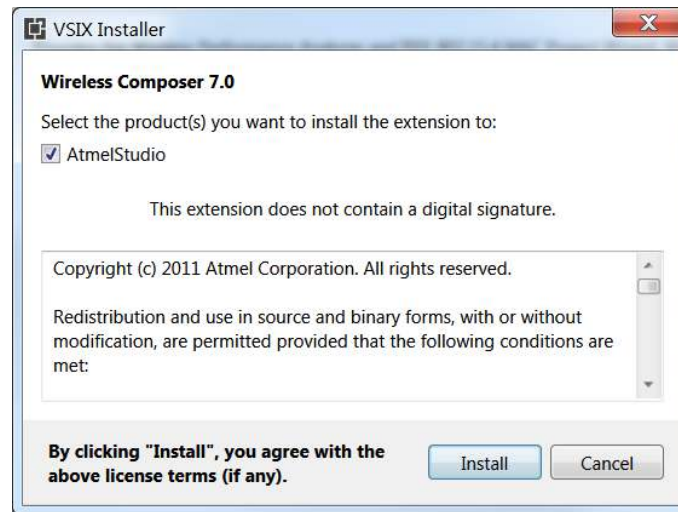 VSIX Installer
Wireless Composer 7.0
Select the product(s) you want to install the extension to:
AtmelStudio
This extension does not contain a digital signature.
Copyright (c) 2011 Atmel Corporation. All rights reserved.
Redistribution and use in source and binary forms, with or without
modification, are permitted provided that the following conditions are
met:
By clicking "Install", you agree with the
above license terms (if any).
Install
Cancel